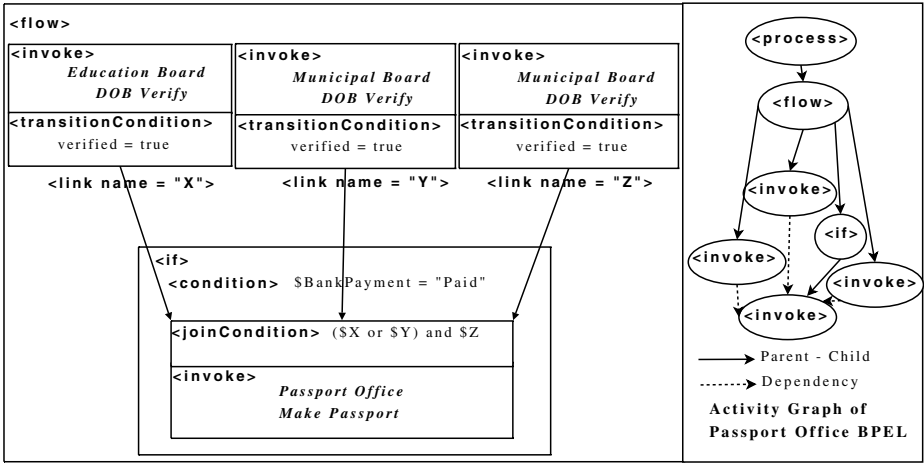 <flow>
<invoke>
Education Board
DOB Verify
<transitionCondition>
verified = true
<invoke>
Municipal Board
DOB Verify
<transitionCondition>
verified = true
<invoke>
Municipal Board
DOB Verify
<transitionCondition>
verified = true
<link name = "X">
<link name = "Y">
<link name = "Z">
<if>
<condition> $BankPayment = "Paid"
<joinCondition> ($X or $Y) and $Z
<invoke>
Passport Office
Make Passport
<process>
<flow>
<invoke>
<if>
<invoke>
<invoke>
<invoke>
Parent - Child
Dependency
Activity Graph of
Passport Office BPEL